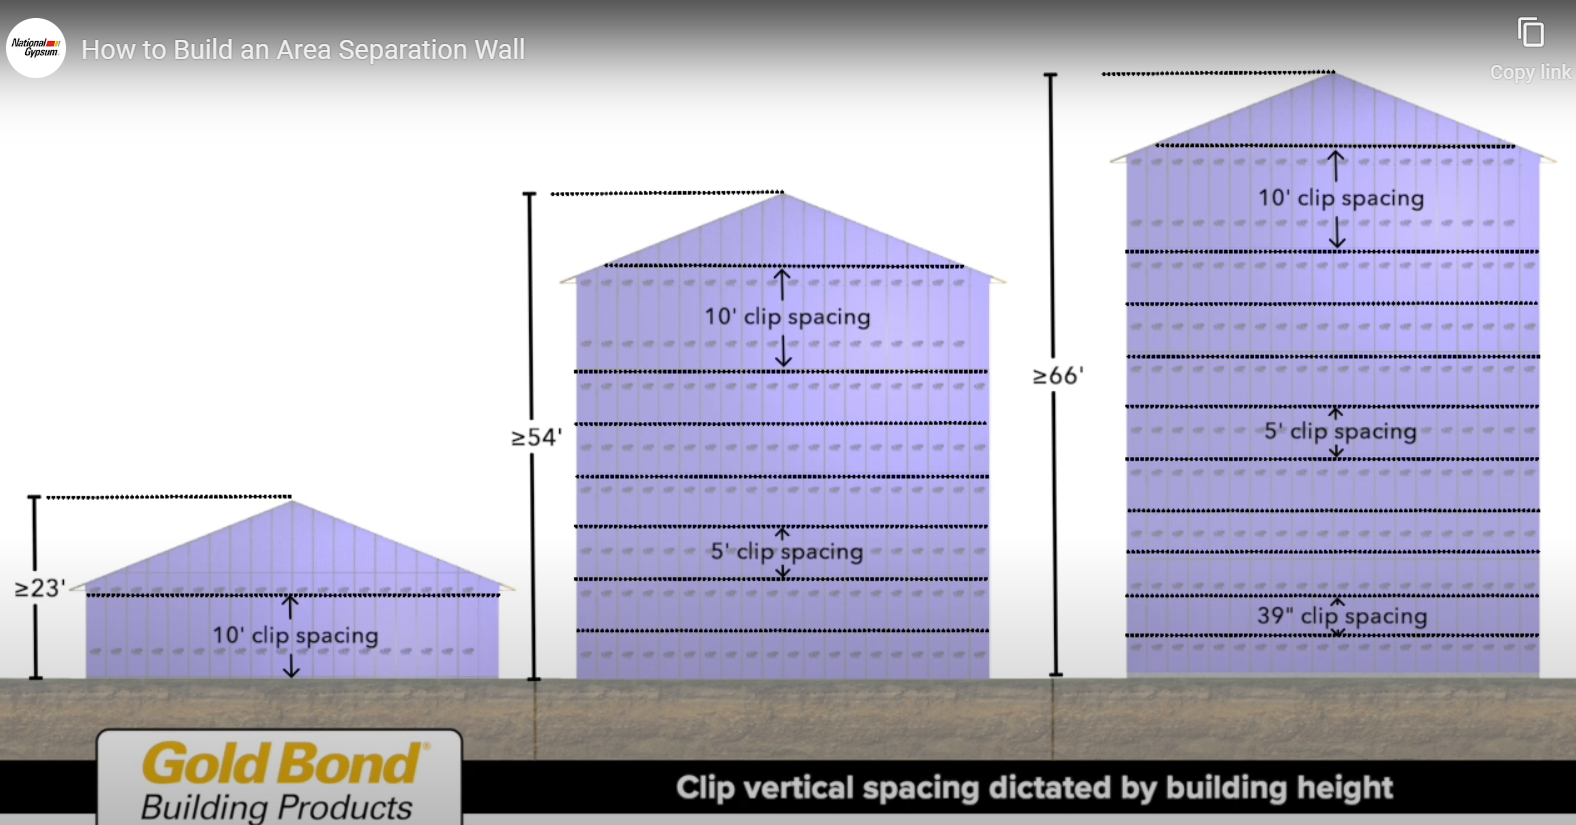 National
Gypsum
How to Build an Area Separation Wall
Copy link
≥23'
10' clip spacing
≥54'
10' clip spacing
5' clip spacing
≥66'
10' clip spacing
5' clip spacing
39" clip spacing
Gold Bond®
Building Products
Clip vertical spacing dictated by building height